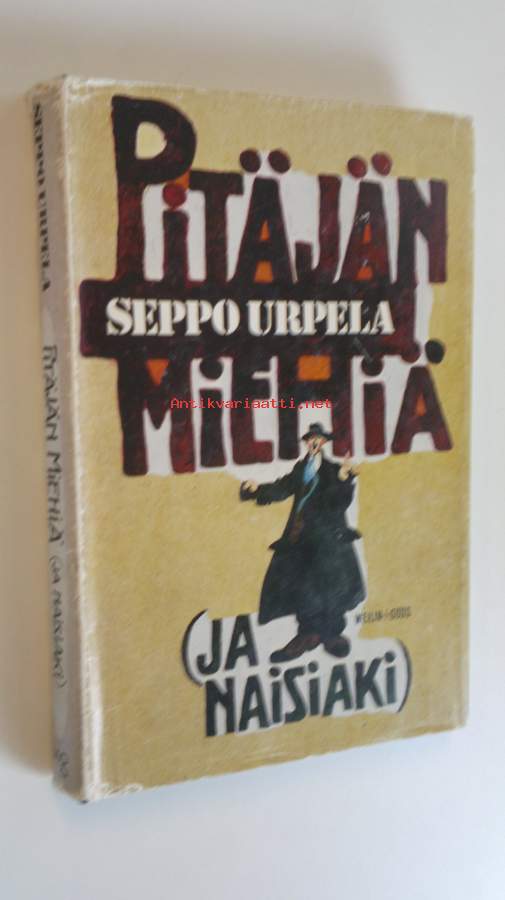 PiTÄJÄN
SEPPO URPELA
MiEHiÄ
Antikvariaatti.net
WEILIN+GÖÖS
(JA
NAiSiAKi)
SEPPO URPELA
PiTÄJÄN MiEHiÄ (JA NAiSiAKi)